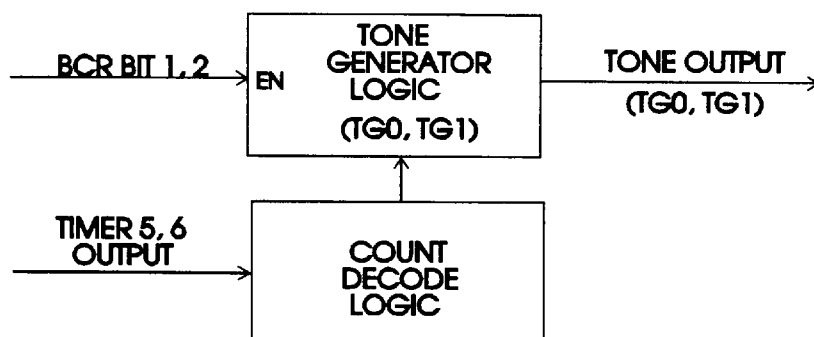 BCR BIT 1, 2
EN
TONE
GENERATOR
LOGIC
(TG0, TG1)
TONE OUTPUT
(TG0, TG1)
TIMER 5, 6
OUTPUT
COUNT
DECODE
LOGIC